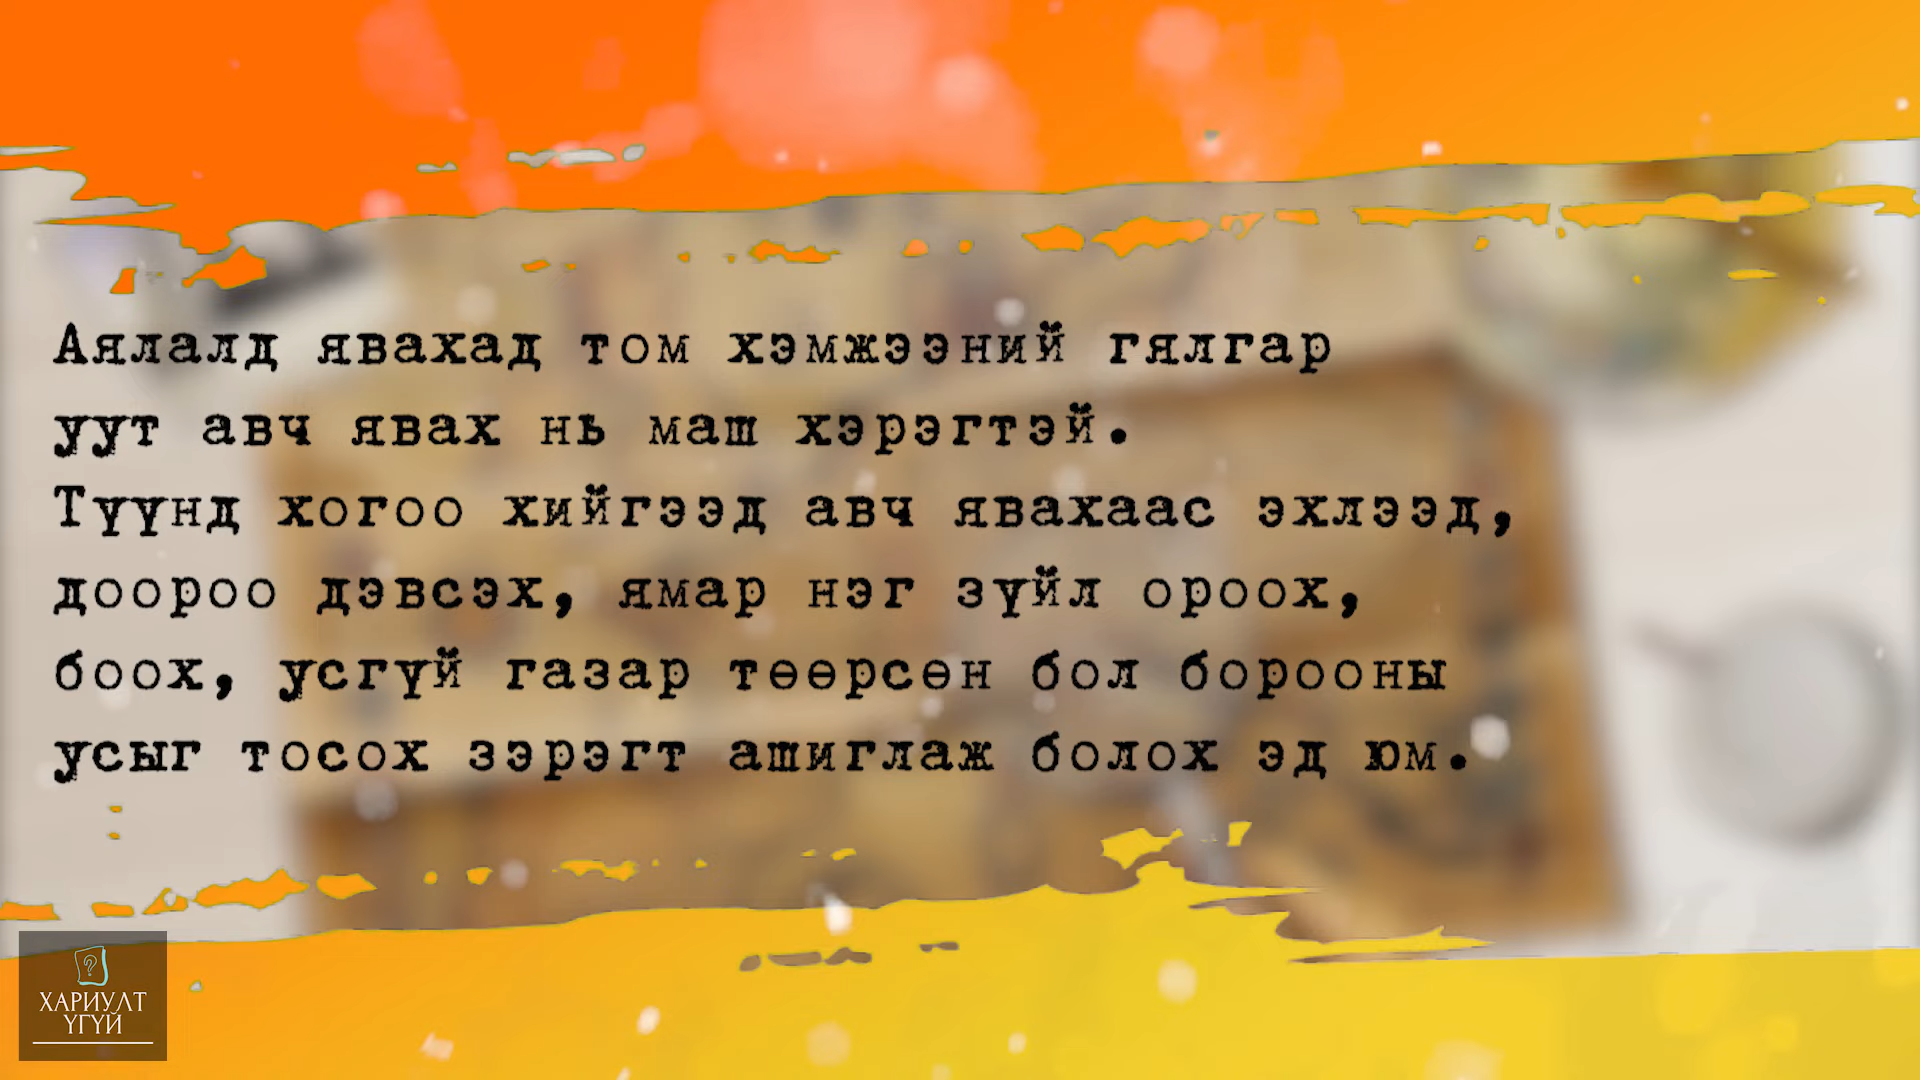 Аялалд явахад том хэмжээний гялгар
уут авч явах нь маш хэрэгтэй.
Түүнд хогоо хийгээд авч явахаас эхлээд,
доороо дэвсэх, ямар нэг зүйл ороох,
боох, усгүй газар төөрсөн бол борооны
усыг тосох зэрэгт ашиглаж болох эд юм.
?
ХАРИУЛТ
ҮГҮЙ